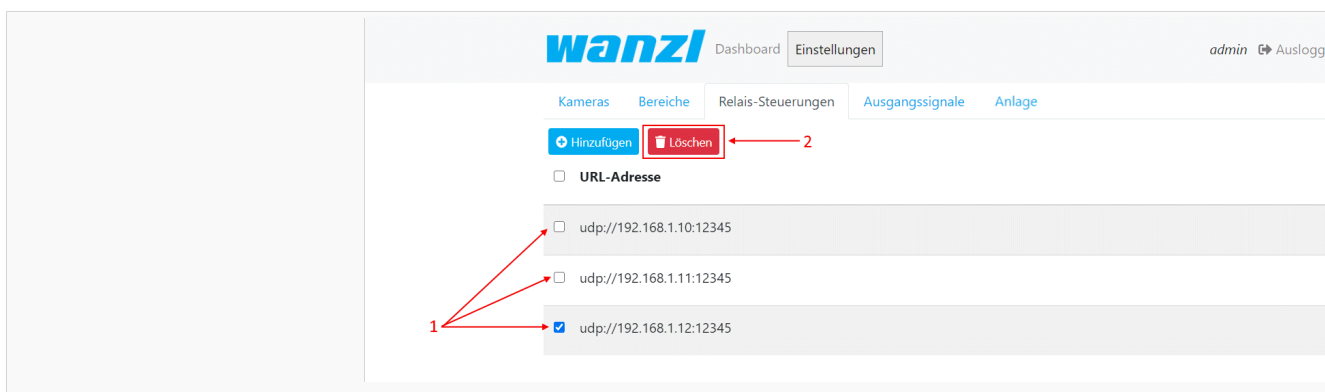 wanzl Dashboard Einstellungen admin Auslogg
Kameras Bereiche Relais-Steuerungen Ausgangssignale Anlage
Hinzufügen Löschen 2
URL-Adresse
udp://192.168.1.10:12345
udp://192.168.1.11:12345
1 udp://192.168.1.12:12345